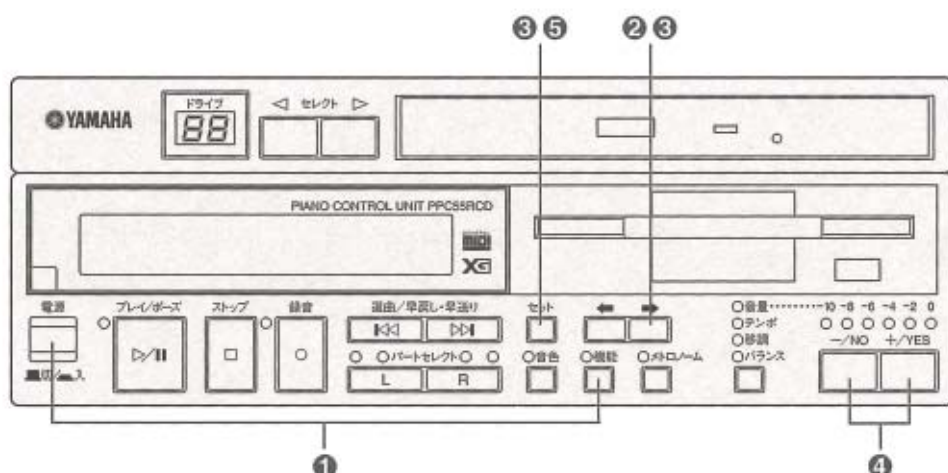 ❸❺ ❷❸
YAMAHA
ドライブ
88
◁ セレクト ▷
PIANO CONTROL UNIT PPC55RCD
MIDI
XG
電源 プレイ/ポーズ ストップ 録音 選曲/早戻し・早送り セット ← → 音量 -10 -8 -6 -4 -2 0
テンポ
移調
バランス
切/入
▷/II □ ○ I◁◁ ▷▷I
パートセレクト
L R
音色 機能 メトロノーム
−/NO +/YES
❶ ❹